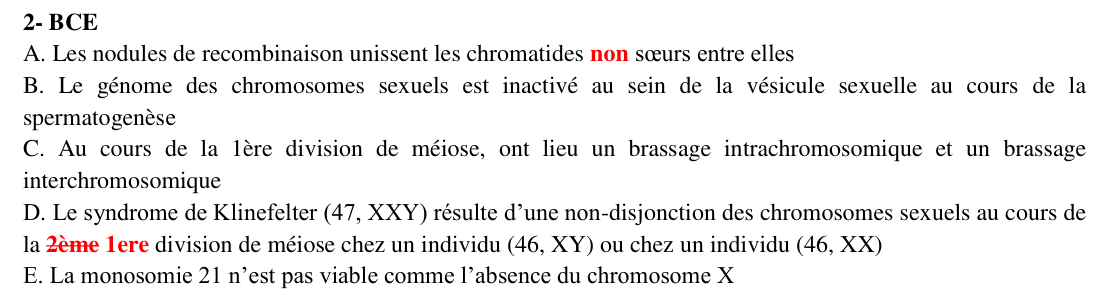 2- BCE
A. Les nodules de recombinaison unissent les chromatides non sœurs entre elles
B. Le génome des chromosomes sexuels est inactivé au sein de la vésicule sexuelle au cours de la
spermatogenèse
C. Au cours de la 1ère division de méiose, ont lieu un brassage intrachromosomique et un brassage
interchromosomique
D. Le syndrome de Klinefelter (47, XXY) résulte d’une non-disjonction des chromosomes sexuels au cours de
la 2ème 1ere division de méiose chez un individu (46, XY) ou chez un individu (46, XX)
E. La monosomie 21 n’est pas viable comme l’absence du chromosome X